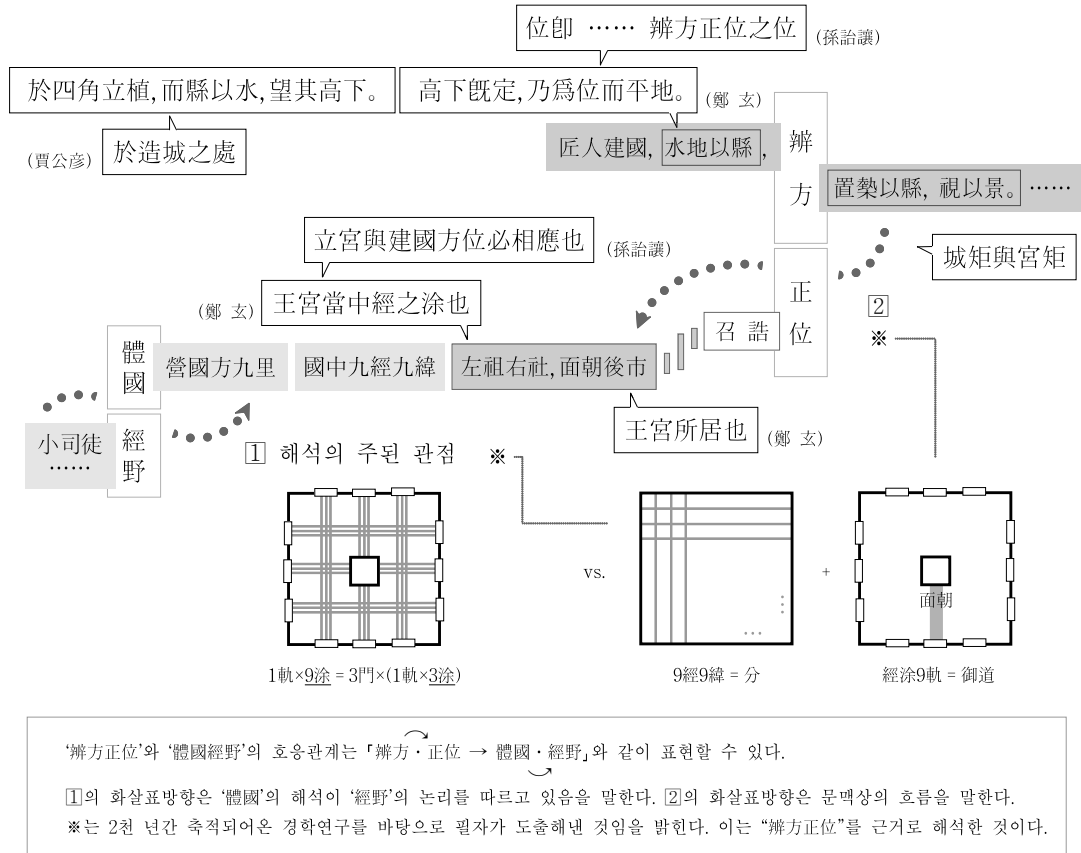 位卽 …… 辨方正位之位
(孫詒讓)
於四角立植,而縣以水,望其高下。
高下旣定,乃爲位而平地。
(鄭 玄)
(賈公彦)
於造城之處
匠人建國, 水地以縣,
辨
方
置槷以縣, 視以景。……
立宮與建國方位必相應也
(孫詒讓)
城矩與宮矩
(鄭 玄)
王宮當中經之涂也
正
位
召 誥
2
※
體
國
營國方九里
國中九經九緯
左祖右社, 面朝後市
小司徒
……
經
野
王宮所居也
(鄭 玄)
1 해석의 주된 관점 ※
vs.
+
面朝
1軌×9涂 = 3門×(1軌×3涂)
9經9緯 = 分
經涂9軌 = 御道
‘辨方正位’와 ‘體國經野’의 호응관계는 「辨方·正位 → 體國·經野」와 같이 표현할 수 있다.
1의 화살표방향은 ‘體國’의 해석이 ‘經野’의 논리를 따르고 있음을 말한다. 2의 화살표방향은 문맥상의 흐름을 말한다.
※는 2천 년간 축적되어온 경학연구를 바탕으로 필자가 도출해낸 것임을 밝힌다. 이는 “辨方正位”를 근거로 해석한 것이다.